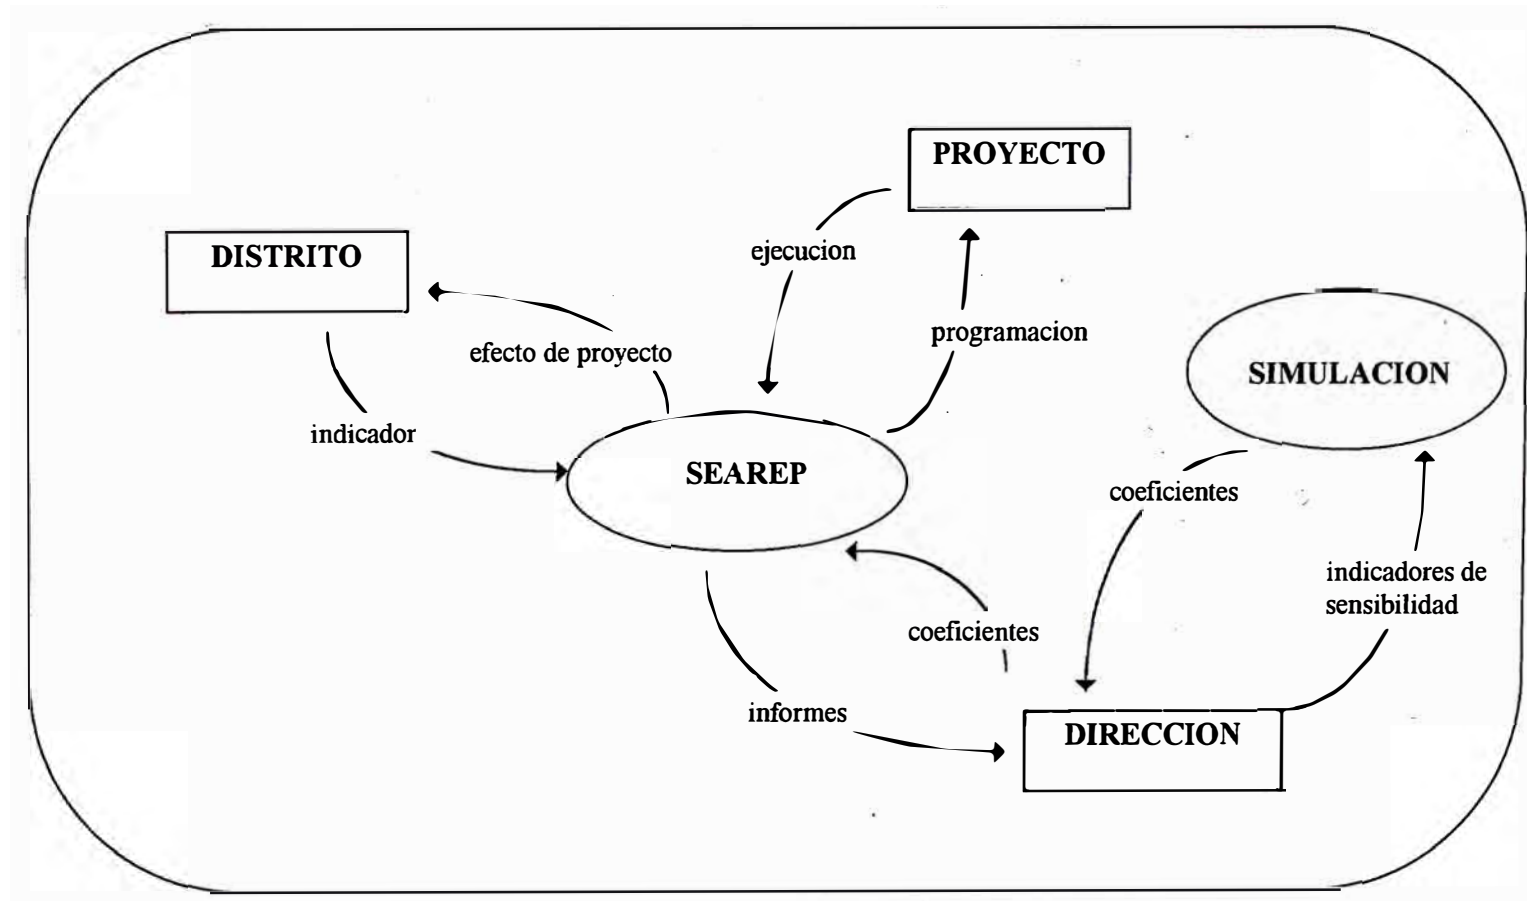 PROYECTO
DISTRITO
ejecucion
programacion
efecto de proyecto
SIMULACION
indicador
SEAREP
coeficientes
indicadores de
sensibilidad
coeficientes
informes
DIRECCION